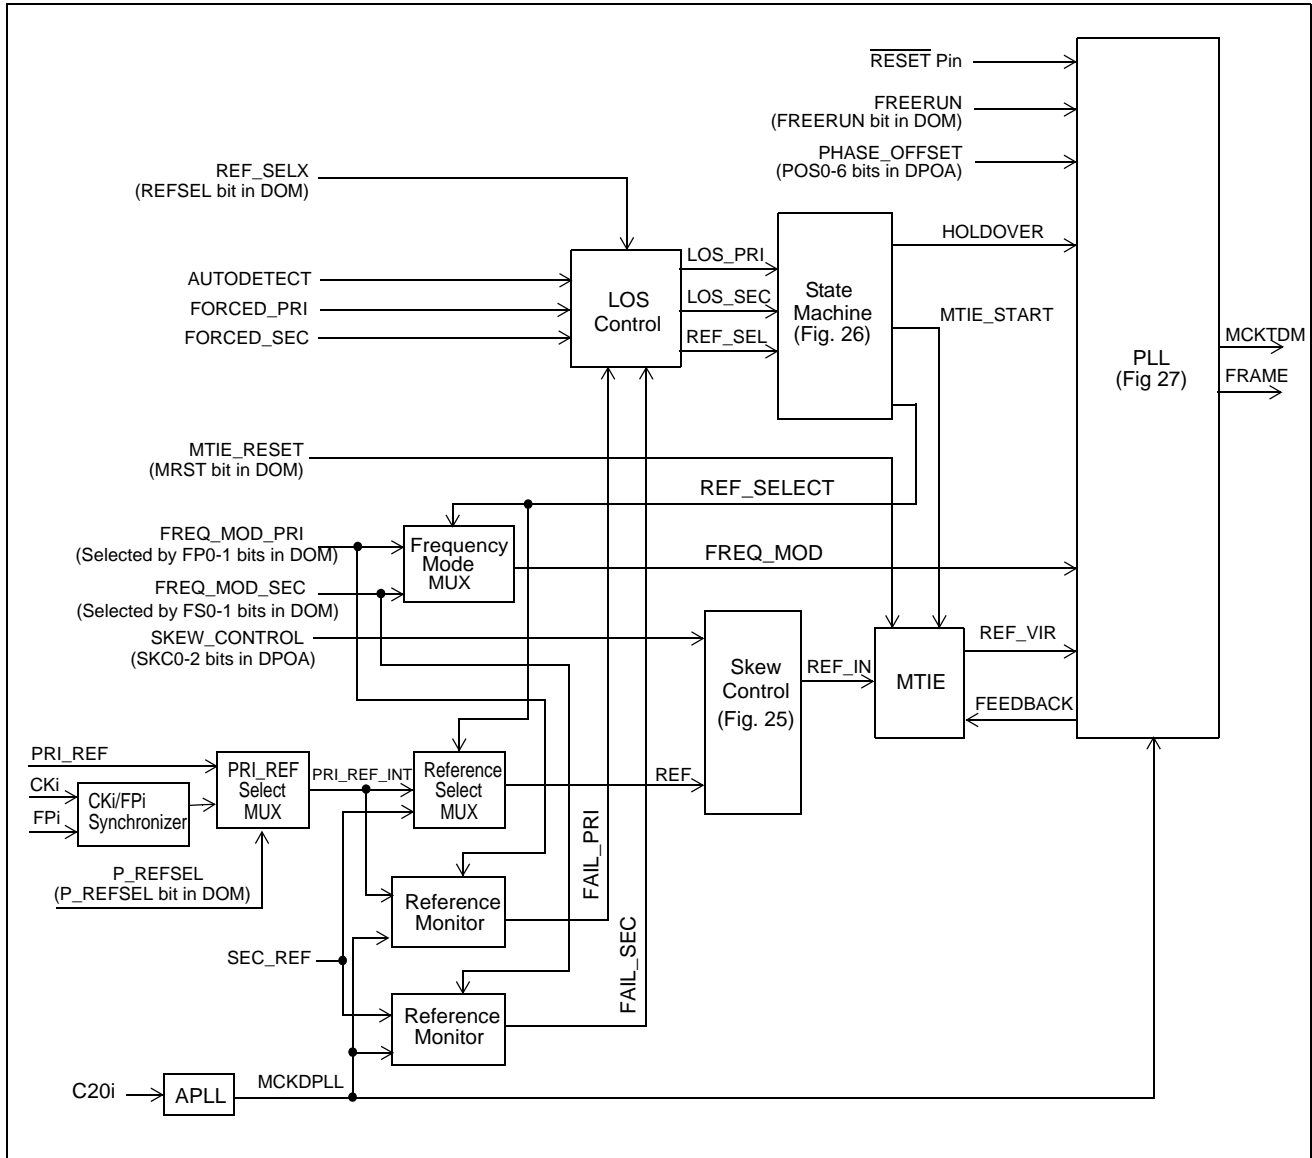 RESET Pin
FREERUN
(FREERUN bit in DOM)
PHASE_OFFSET
(POS0-6 bits in DPOA)
REF_SELX
(REFSEL bit in DOM)
HOLDOVER
LOS_PRI
AUTODETECT
LOS
Control
State
Machine
(Fig. 26)
LOS_SEC
FORCED_PRI
MTIE_START
FORCED_SEC
REF_SEL
PLL
(Fig 27)
MCKTDM
FRAME
MTIE_RESET
(MRST bit in DOM)
REF_SELECT
FREQ_MOD_PRI
(Selected by FP0-1 bits in DOM)
Frequency
Mode
MUX
FREQ_MOD
FREQ_MOD_SEC
(Selected by FS0-1 bits in DOM)
SKEW_CONTROL
(SKC0-2 bits in DPOA)
REF_VIR
Skew
Control
(Fig. 25)
REF_IN
MTIE
FEEDBACK
PRI_REF
PRI_REF
Select
MUX
PRI_REF_INT
Reference
Select
MUX
REF
CKi
FPi
CKi/FPi
Synchronizer
P_REFSEL
(P_REFSEL bit in DOM)
FAIL_PRI
Reference
Monitor
FAIL_SEC
SEC_REF
Reference
Monitor
C20i
APLL
MCKDPLL